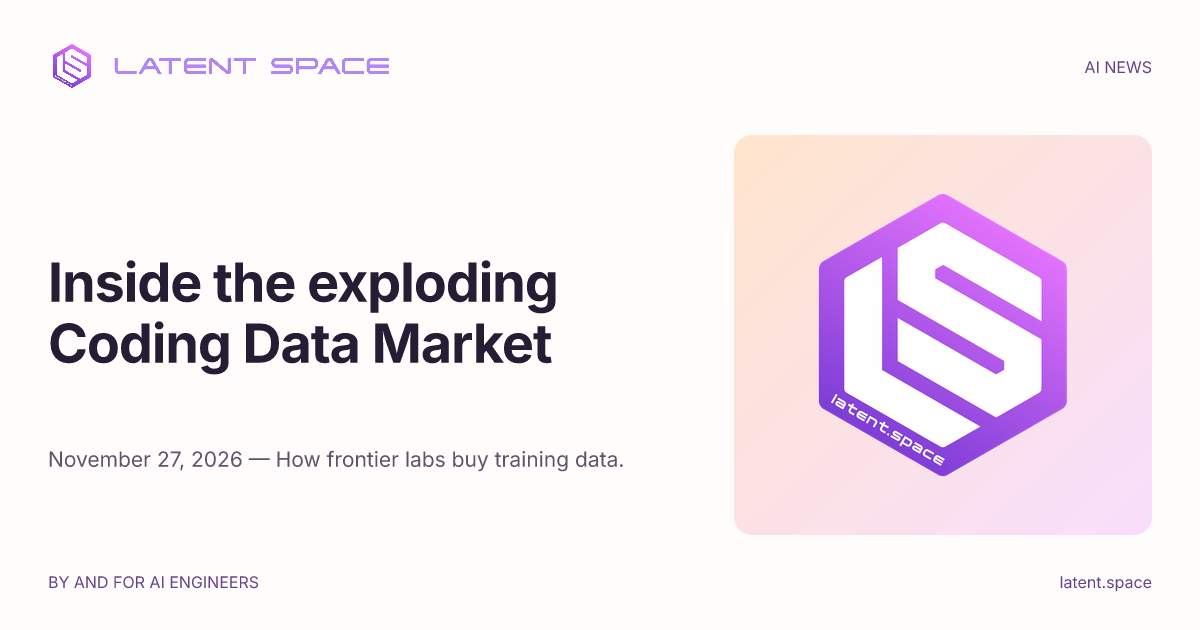 LATENT SPACE
AI NEWS
Inside the exploding
Coding Data Market
November 27, 2026 — How frontier labs buy training data.
latent.space
BY AND FOR AI ENGINEERS
latent.space